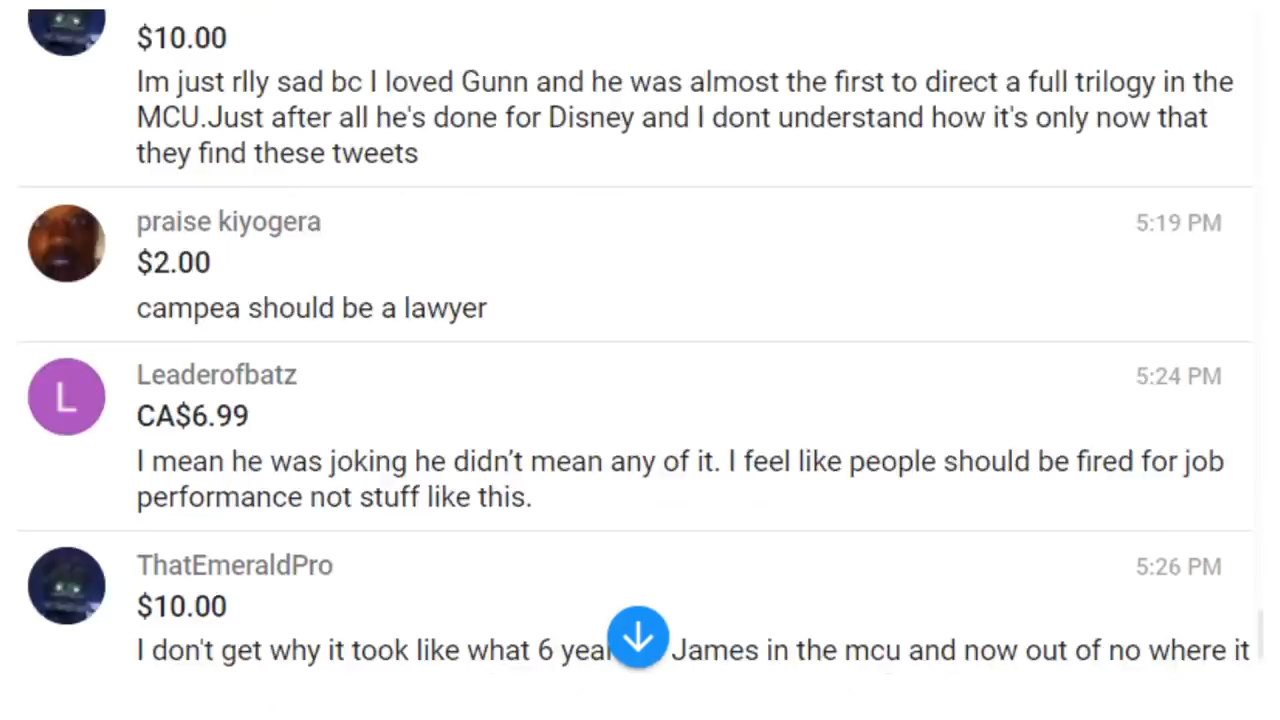 $10.00
Im just rlly sad bc I loved Gunn and he was almost the first to direct a full trilogy in the
MCU.Just after all he's done for Disney and I dont understand how it's only now that
they find these tweets
praise kiyogera 5:19 PM
$2.00
campea should be a lawyer
L
Leaderofbatz 5:24 PM
CA$6.99
I mean he was joking he didn’t mean any of it. I feel like people should be fired for job
performance not stuff like this.
ThatEmeraldPro 5:26 PM
$10.00
I don't get why it took like what 6 James in the mcu and now out of no where it